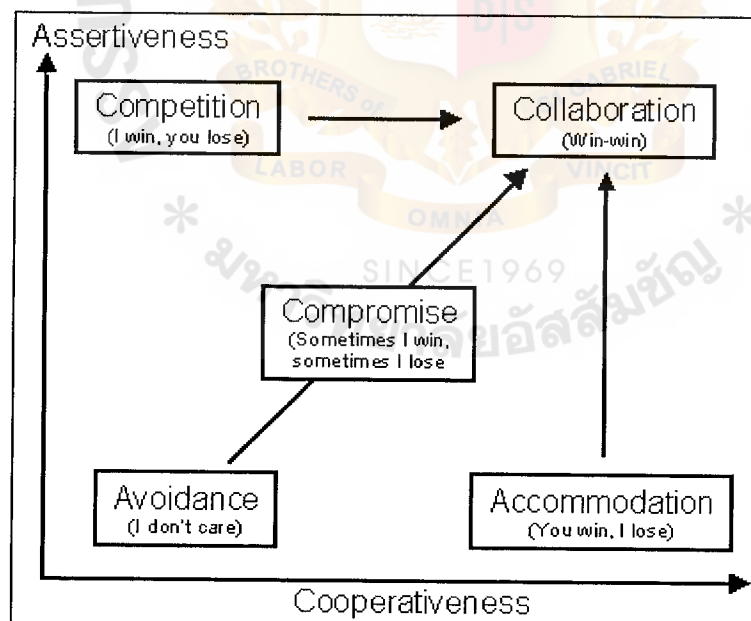 Assertiveness
D S
BROTHERS of
GABRIEL
Competition
(I win, you lose)
Collaboration
(Win-win)
LABOR
VINCIT
OMNIA
* *
SINCE1969
Compromise
(Sometimes I win,
sometimes I lose
Avoidance
(I don't care)
Accommodation
(You win, I lose)
Cooperativeness